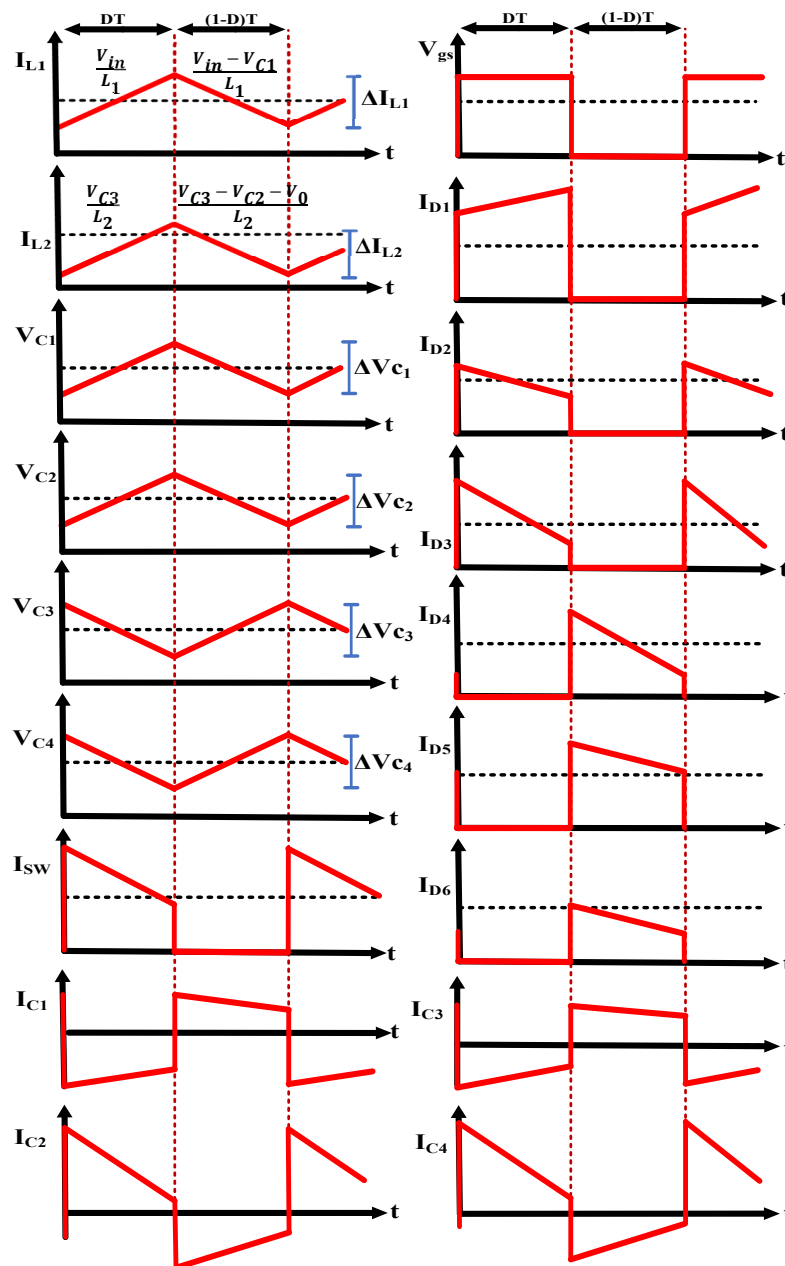 DT (1-D)T
I_L1
V_in/L_1
V_in − V_C1/L_1
ΔI_L1
t
I_L2
V_C3/L_2
V_C3 − V_C2 − V_0/L_2
ΔI_L2
t
V_C1
ΔVc_1
t
V_C2
ΔVc_2
t
V_C3
ΔVc_3
t
V_C4
ΔVc_4
t
I_SW
t
I_C1
t
I_C2
t
DT (1-D)T
V_gs
t
I_D1
t
I_D2
t
I_D3
t
I_D4
t
I_D5
t
I_D6
t
I_C3
t
I_C4
t